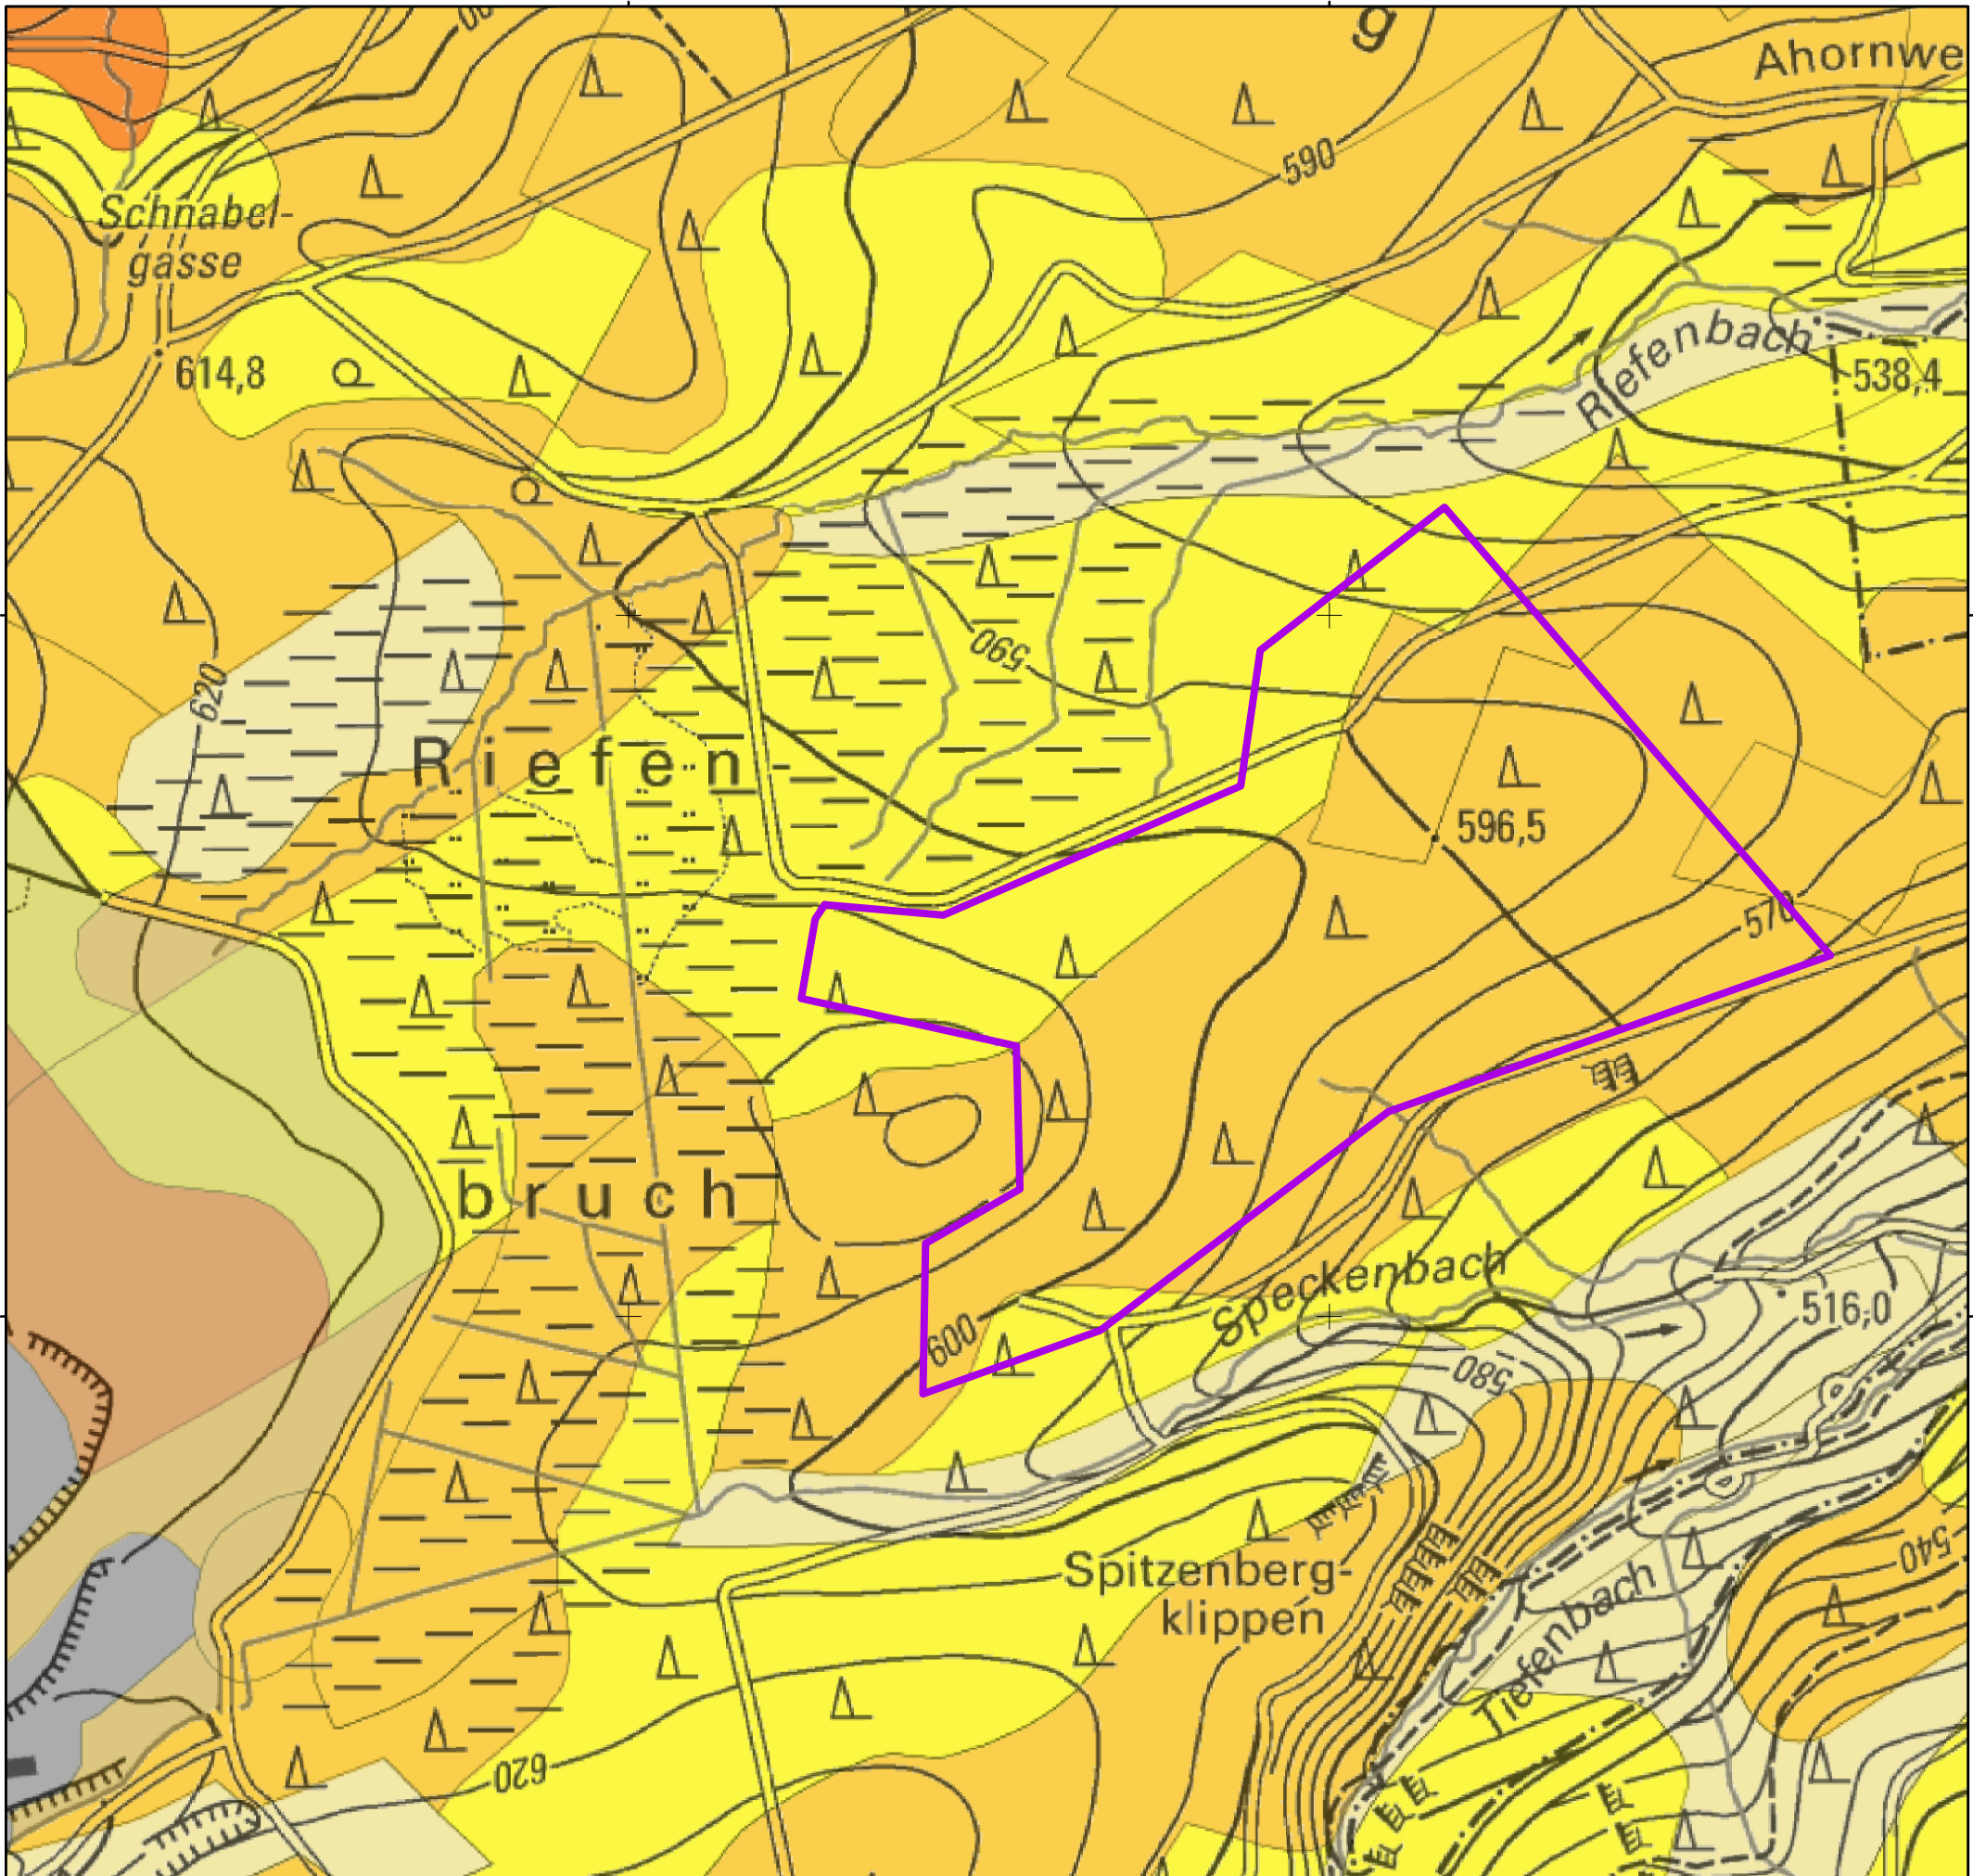 g
Ahornwe
590
Schnabel-
gasse
614,8
Riefenbach
538,4
590
620
Riefen
596,5
570
bruch
Speckenbach
516,0
600
580
Spitzenberg-
klippen
540
Tiefenbach
620